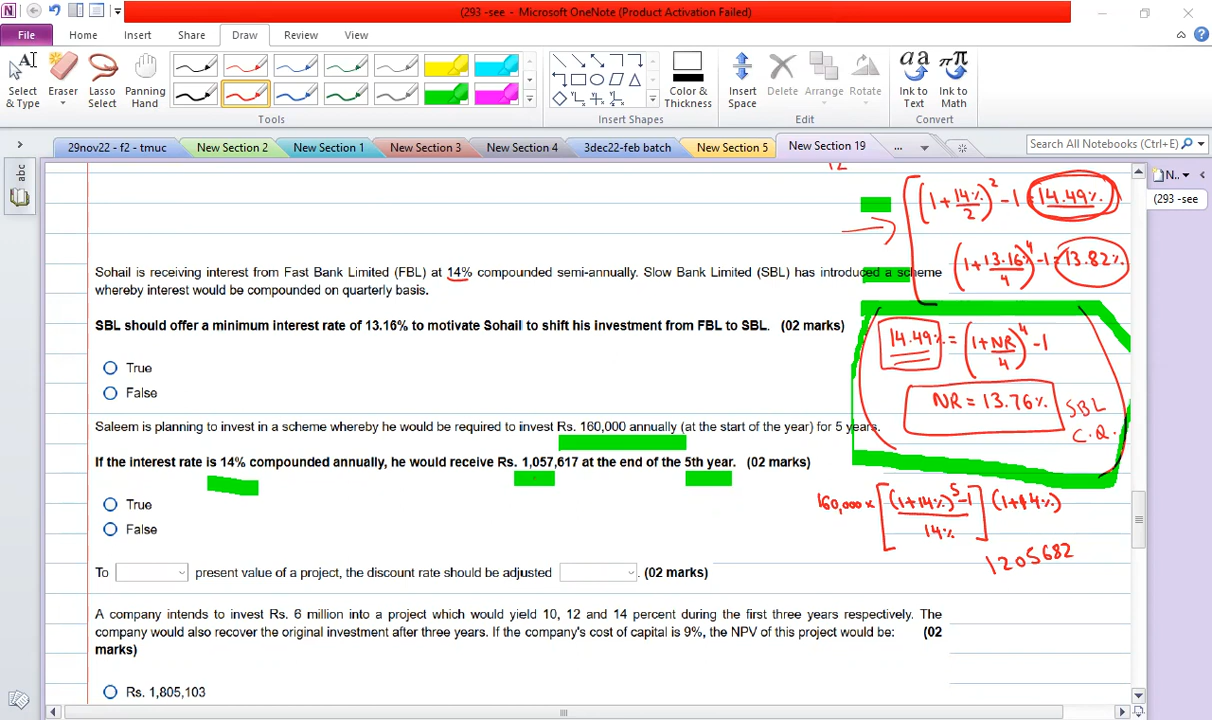 (293 -see - Microsoft OneNote (Product Activation Failed)
File Home Insert Share Draw Review View
Select & Type
Eraser
Lasso Select
Panning Hand
Color & Thickness
Insert Space
Delete
Arrange
Rotate
Ink to Text
Ink to Math
Tools
Insert Shapes
Edit
Convert
29nov22 - f2 - tmuc New Section 2 New Section 1 New Section 3 New Section 4 3dec22-feb batch New Section 5 New Section 19 ... Search All Notebooks (Ctrl+E)
abc
N..
(293 -see
12
(1+14%/2)^2 -1 14.49%
(1+13.16%/4)^4 -1 = 13.82%
Sohail is receiving interest from Fast Bank Limited (FBL) at 14% compounded semi-annually. Slow Bank Limited (SBL) has introduced a scheme
whereby interest would be compounded on quarterly basis.
SBL should offer a minimum interest rate of 13.16% to motivate Sohail to shift his investment from FBL to SBL. (02 marks)
14.49% = (1+NR/4)^4 -1
True
False
NR = 13.76%
SBL
C.Q.
Saleem is planning to invest in a scheme whereby he would be required to invest Rs. 160,000 annually (at the start of the year) for 5 years.
If the interest rate is 14% compounded annually, he would receive Rs. 1,057,617 at the end of the 5th year. (02 marks)
True
False
160,000 x [(1+14%)^5 -1 / 14%] (1+14%)
1205682
To present value of a project, the discount rate should be adjusted . (02 marks)
A company intends to invest Rs. 6 million into a project which would yield 10, 12 and 14 percent during the first three years respectively. The
company would also recover the original investment after three years. If the company's cost of capital is 9%, the NPV of this project would be: (02
marks)
Rs. 1,805,103